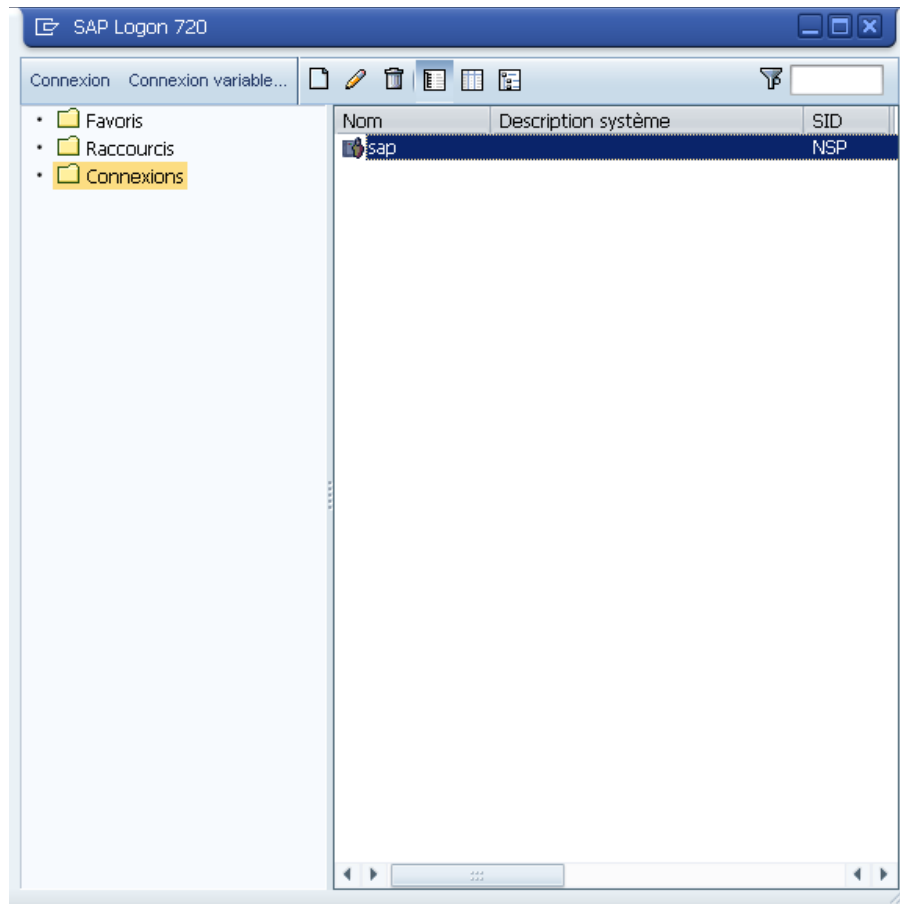 SAP Logon 720
Connexion Connexion variable...
Favoris
Raccourcis
Connexions
Nom Description système SID
sap NSP